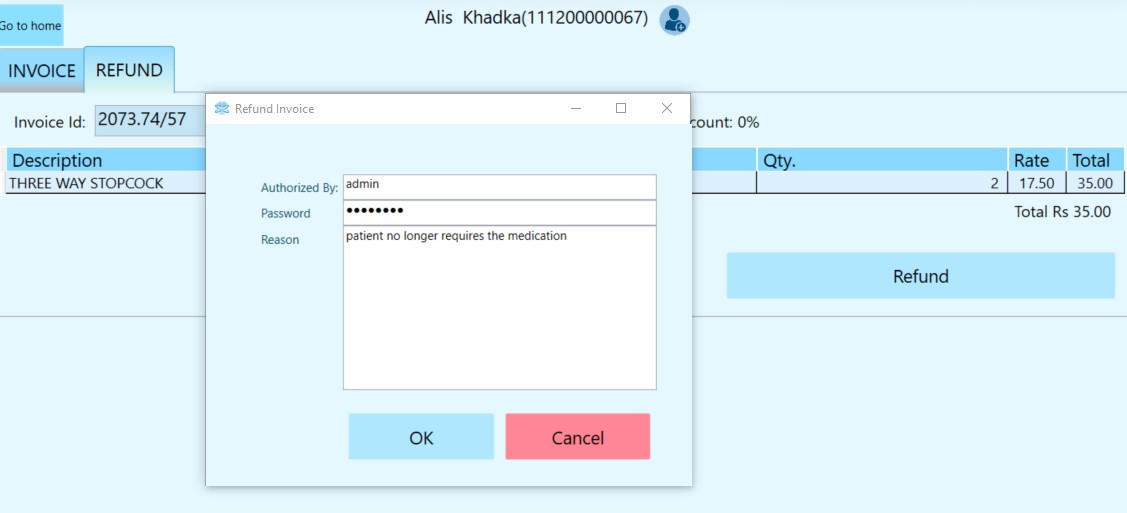 Go to home
Alis Khadka(111200000067)
INVOICE REFUND
Invoice Id: 2073.74/57
count: 0%
Description Qty. Rate Total
THREE WAY STOPCOCK 2 17.50 35.00
Total Rs 35.00
Refund
Refund Invoice
Authorized By: admin
Password ••••••••
Reason patient no longer requires the medication
OK Cancel